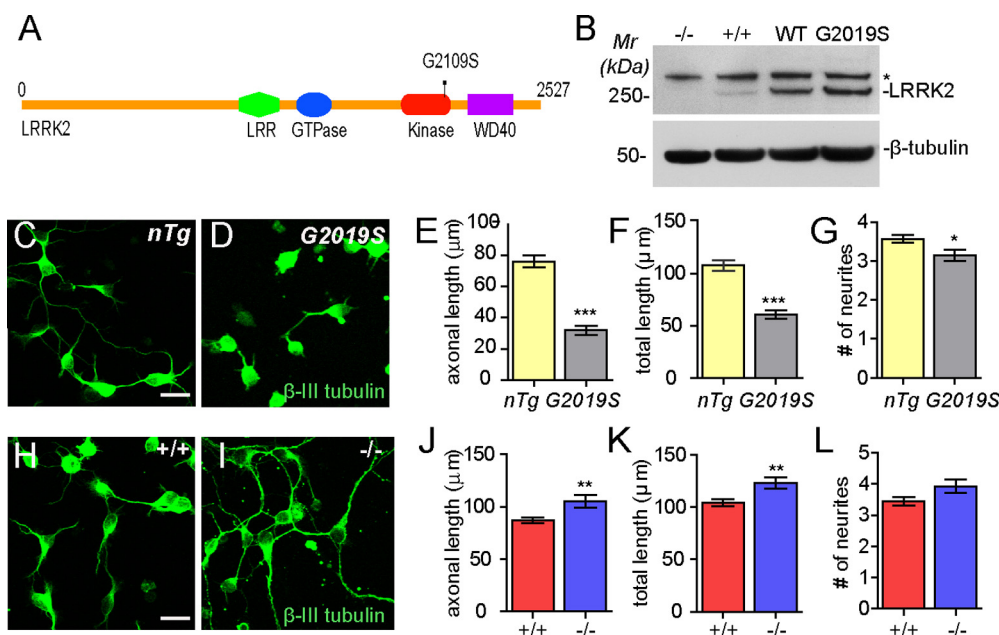 A
G2109S
0
2527
LRRK2
LRR
GTPase
Kinase
WD40
B
Mr
(kDa)
-/-
+/+
WT
G2019S
*
250-
-LRRK2
50-
-β-tubulin
C
nTg
D
G2019S
β-III tubulin
E
axonal length (μm)
80
60
40
20
0
***
nTg G2019S
F
total length (μm)
150
100
50
0
***
nTg G2019S
G
# of neurites
5
4
3
2
1
0
*
nTg G2019S
H
+/+
I
-/-
β-III tubulin
J
axonal length (μm)
150
100
50
0
**
+/+ -/-
K
total length (μm)
150
100
50
0
**
+/+ -/-
L
# of neurites
5
4
3
2
1
0
+/+ -/-